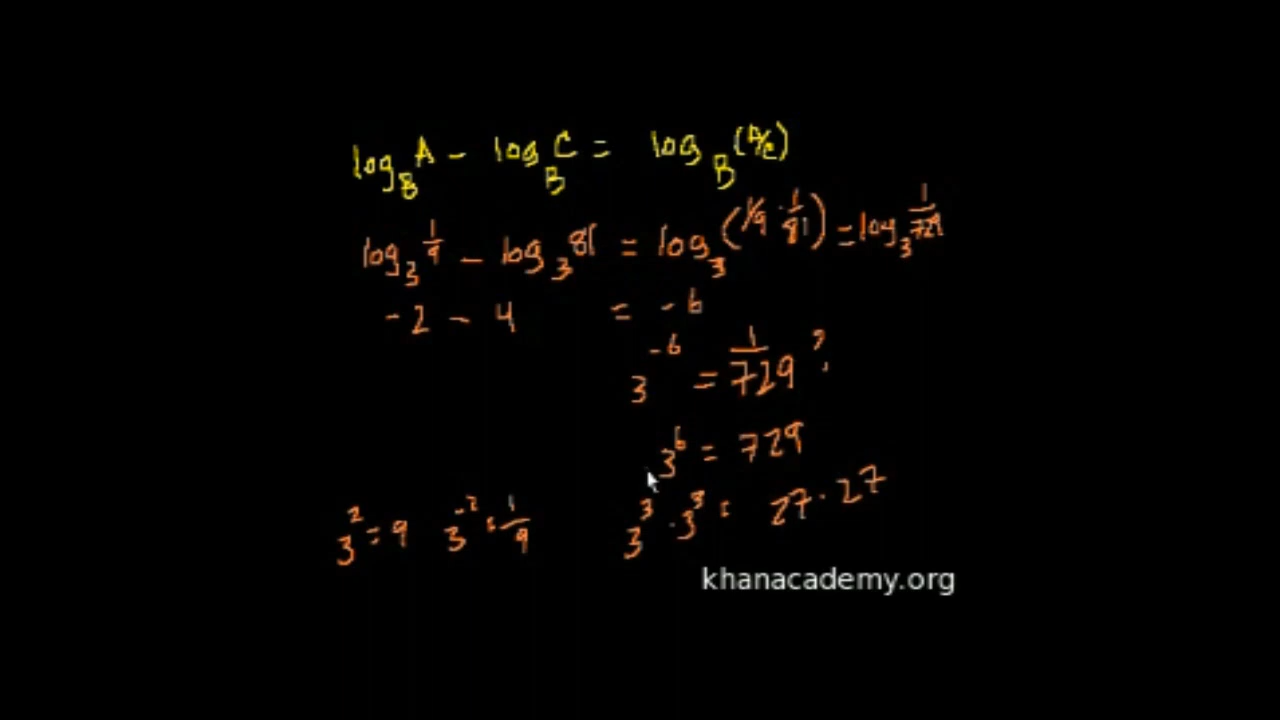 log_B A - log_B C = log_B (A/C)
log_3 1/9 - log_3 81 = log_3 (1/9 · 1/81) = log_3 1/729
-2 - 4 = -6
3^-6 = 1/729 ?
3^6 = 729
3^2 = 9 3^-2 = 1/9 3^3 · 3^3 = 27 · 27
khanacademy.org